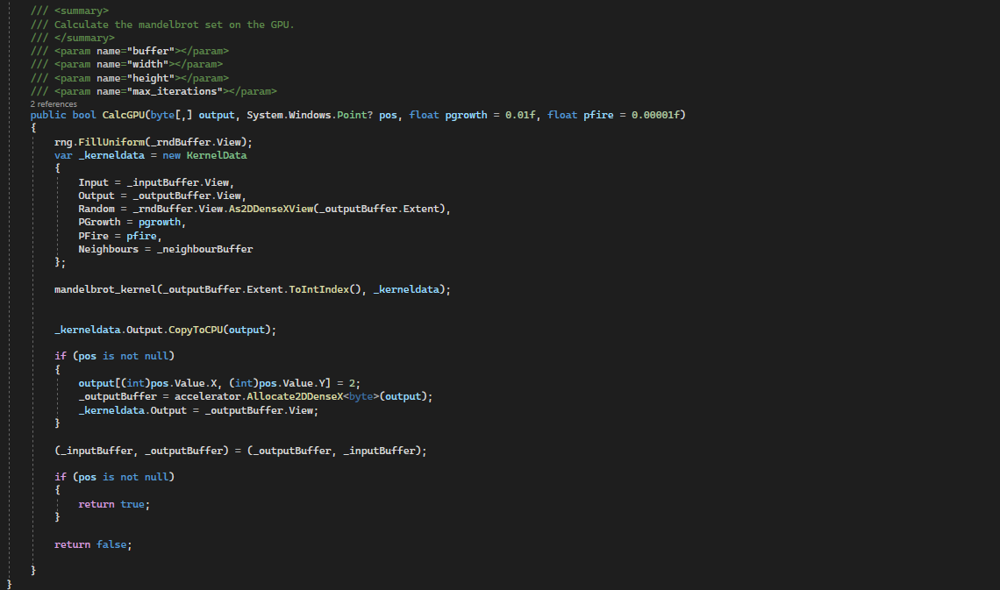 /// <summary>
/// Calculate the mandelbrot set on the GPU.
/// </summary>
/// <param name="buffer"></param>
/// <param name="width"></param>
/// <param name="height"></param>
/// <param name="max_iterations"></param>
2 references
public bool CalcGPU(byte[,] output, System.Windows.Point? pos, float pgrowth = 0.01f, float pfire = 0.00001f)
{
rng.FillUniform(_rndBuffer.View);
var _kerneldata = new KernelData
{
Input = _inputBuffer.View,
Output = _outputBuffer.View,
Random = _rndBuffer.View.As2DDenseXView(_outputBuffer.Extent),
PGrowth = pgrowth,
PFire = pfire,
Neighbours = _neighbourBuffer
};
mandelbrot_kernel(_outputBuffer.Extent.ToIntIndex(), _kerneldata);
_kerneldata.Output.CopyToCPU(output);
if (pos is not null)
{
output[(int)pos.Value.X, (int)pos.Value.Y] = 2;
_outputBuffer = accelerator.Allocate2DDenseX<byte>(output);
_kerneldata.Output = _outputBuffer.View;
}
(_inputBuffer, _outputBuffer) = (_outputBuffer, _inputBuffer);
if (pos is not null)
{
return true;
}
return false;
}
}